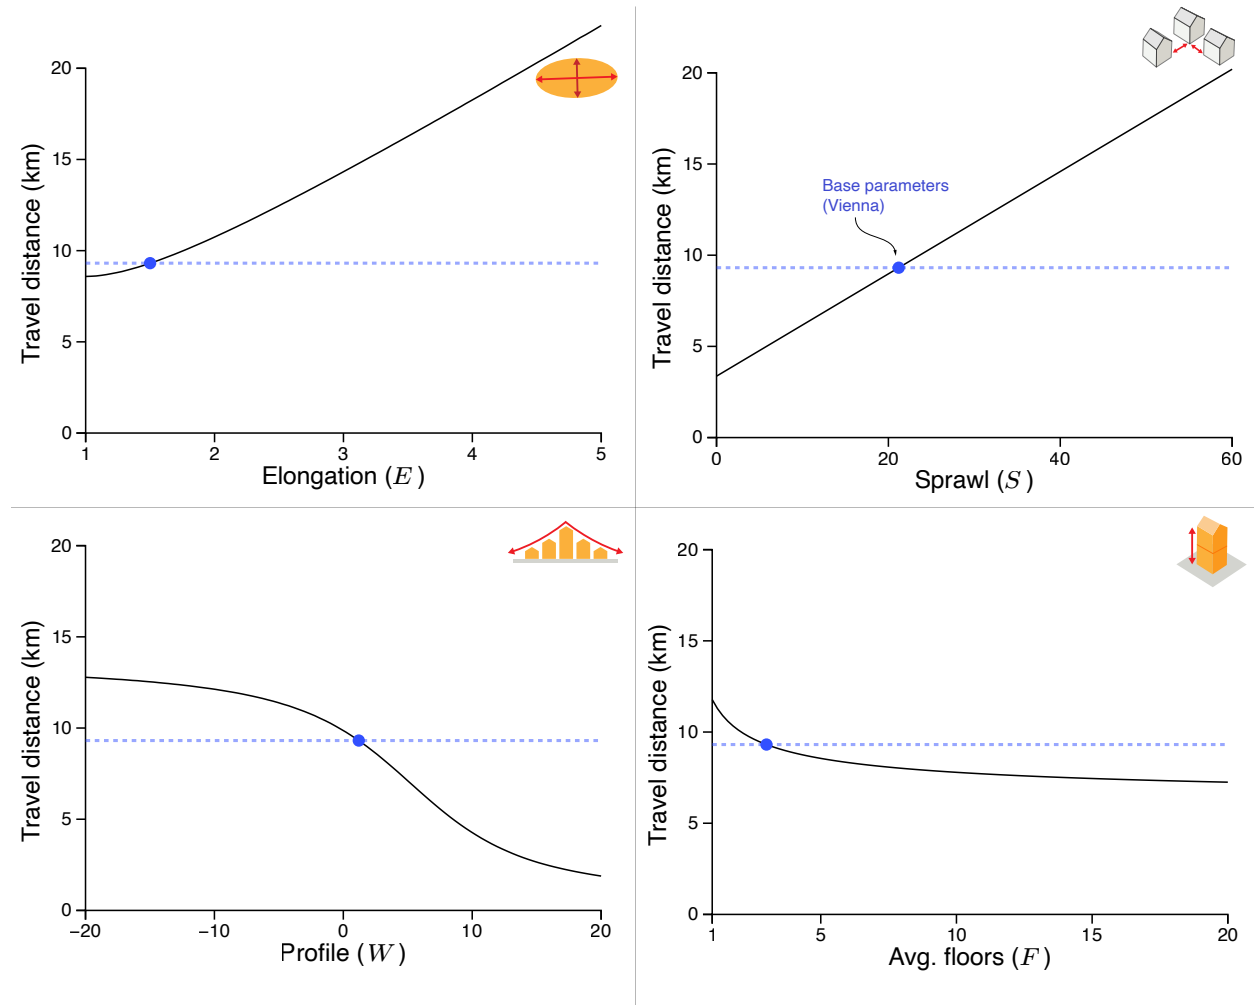 20
15
10
5
0
Travel distance (km)
1 2 3 4 5
Elongation (E)
20
15
10
5
0
Travel distance (km)
Base parameters
(Vienna)
0 20 40 60
Sprawl (S)
20
15
10
5
0
Travel distance (km)
−20 −10 0 10 20
Profile (W)
20
15
10
5
0
Travel distance (km)
1 5 10 15 20
Avg. floors (F)